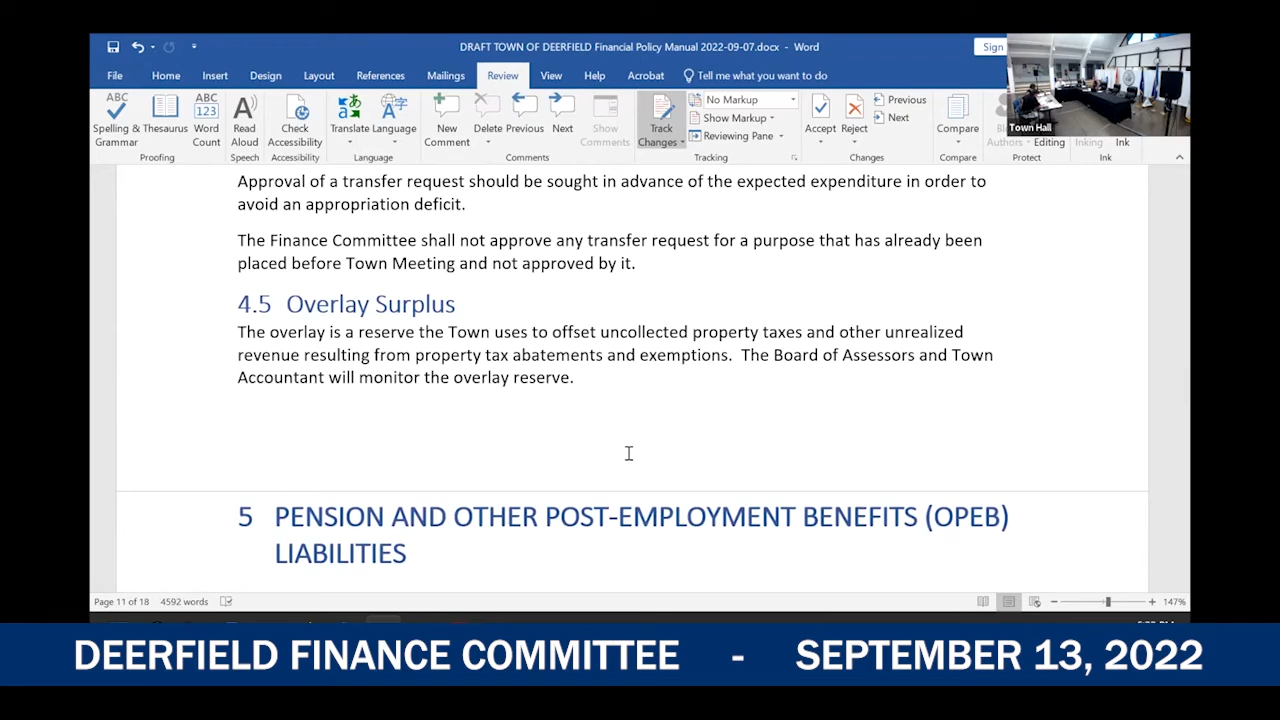 DRAFT TOWN OF DEERFIELD Financial Policy Manual 2022-09-07.docx - Word
Sign
File Home Insert Design Layout References Mailings Review View Help Acrobat Tell me what you want to do
Town Hall
ABC
Spelling & Grammar
Thesaurus
ABC
123
Word Count
Read Aloud
Check Accessibility
Translate
Language
New Comment
Delete
Previous
Next
Show Comments
Track Changes
No Markup
Show Markup
Reviewing Pane
Accept
Reject
Previous
Next
Compare
Authors
Editing
Inking
Ink
Proofing Speech Accessibility Language Comments Tracking Changes Compare Protect Ink
Approval of a transfer request should be sought in advance of the expected expenditure in order to
avoid an appropriation deficit.
The Finance Committee shall not approve any transfer request for a purpose that has already been
placed before Town Meeting and not approved by it.
4.5 Overlay Surplus
The overlay is a reserve the Town uses to offset uncollected property taxes and other unrealized
revenue resulting from property tax abatements and exemptions. The Board of Assessors and Town
Accountant will monitor the overlay reserve.
5 PENSION AND OTHER POST-EMPLOYMENT BENEFITS (OPEB)
LIABILITIES
Page 11 of 18 4592 words 147%
DEERFIELD FINANCE COMMITTEE - SEPTEMBER 13, 2022